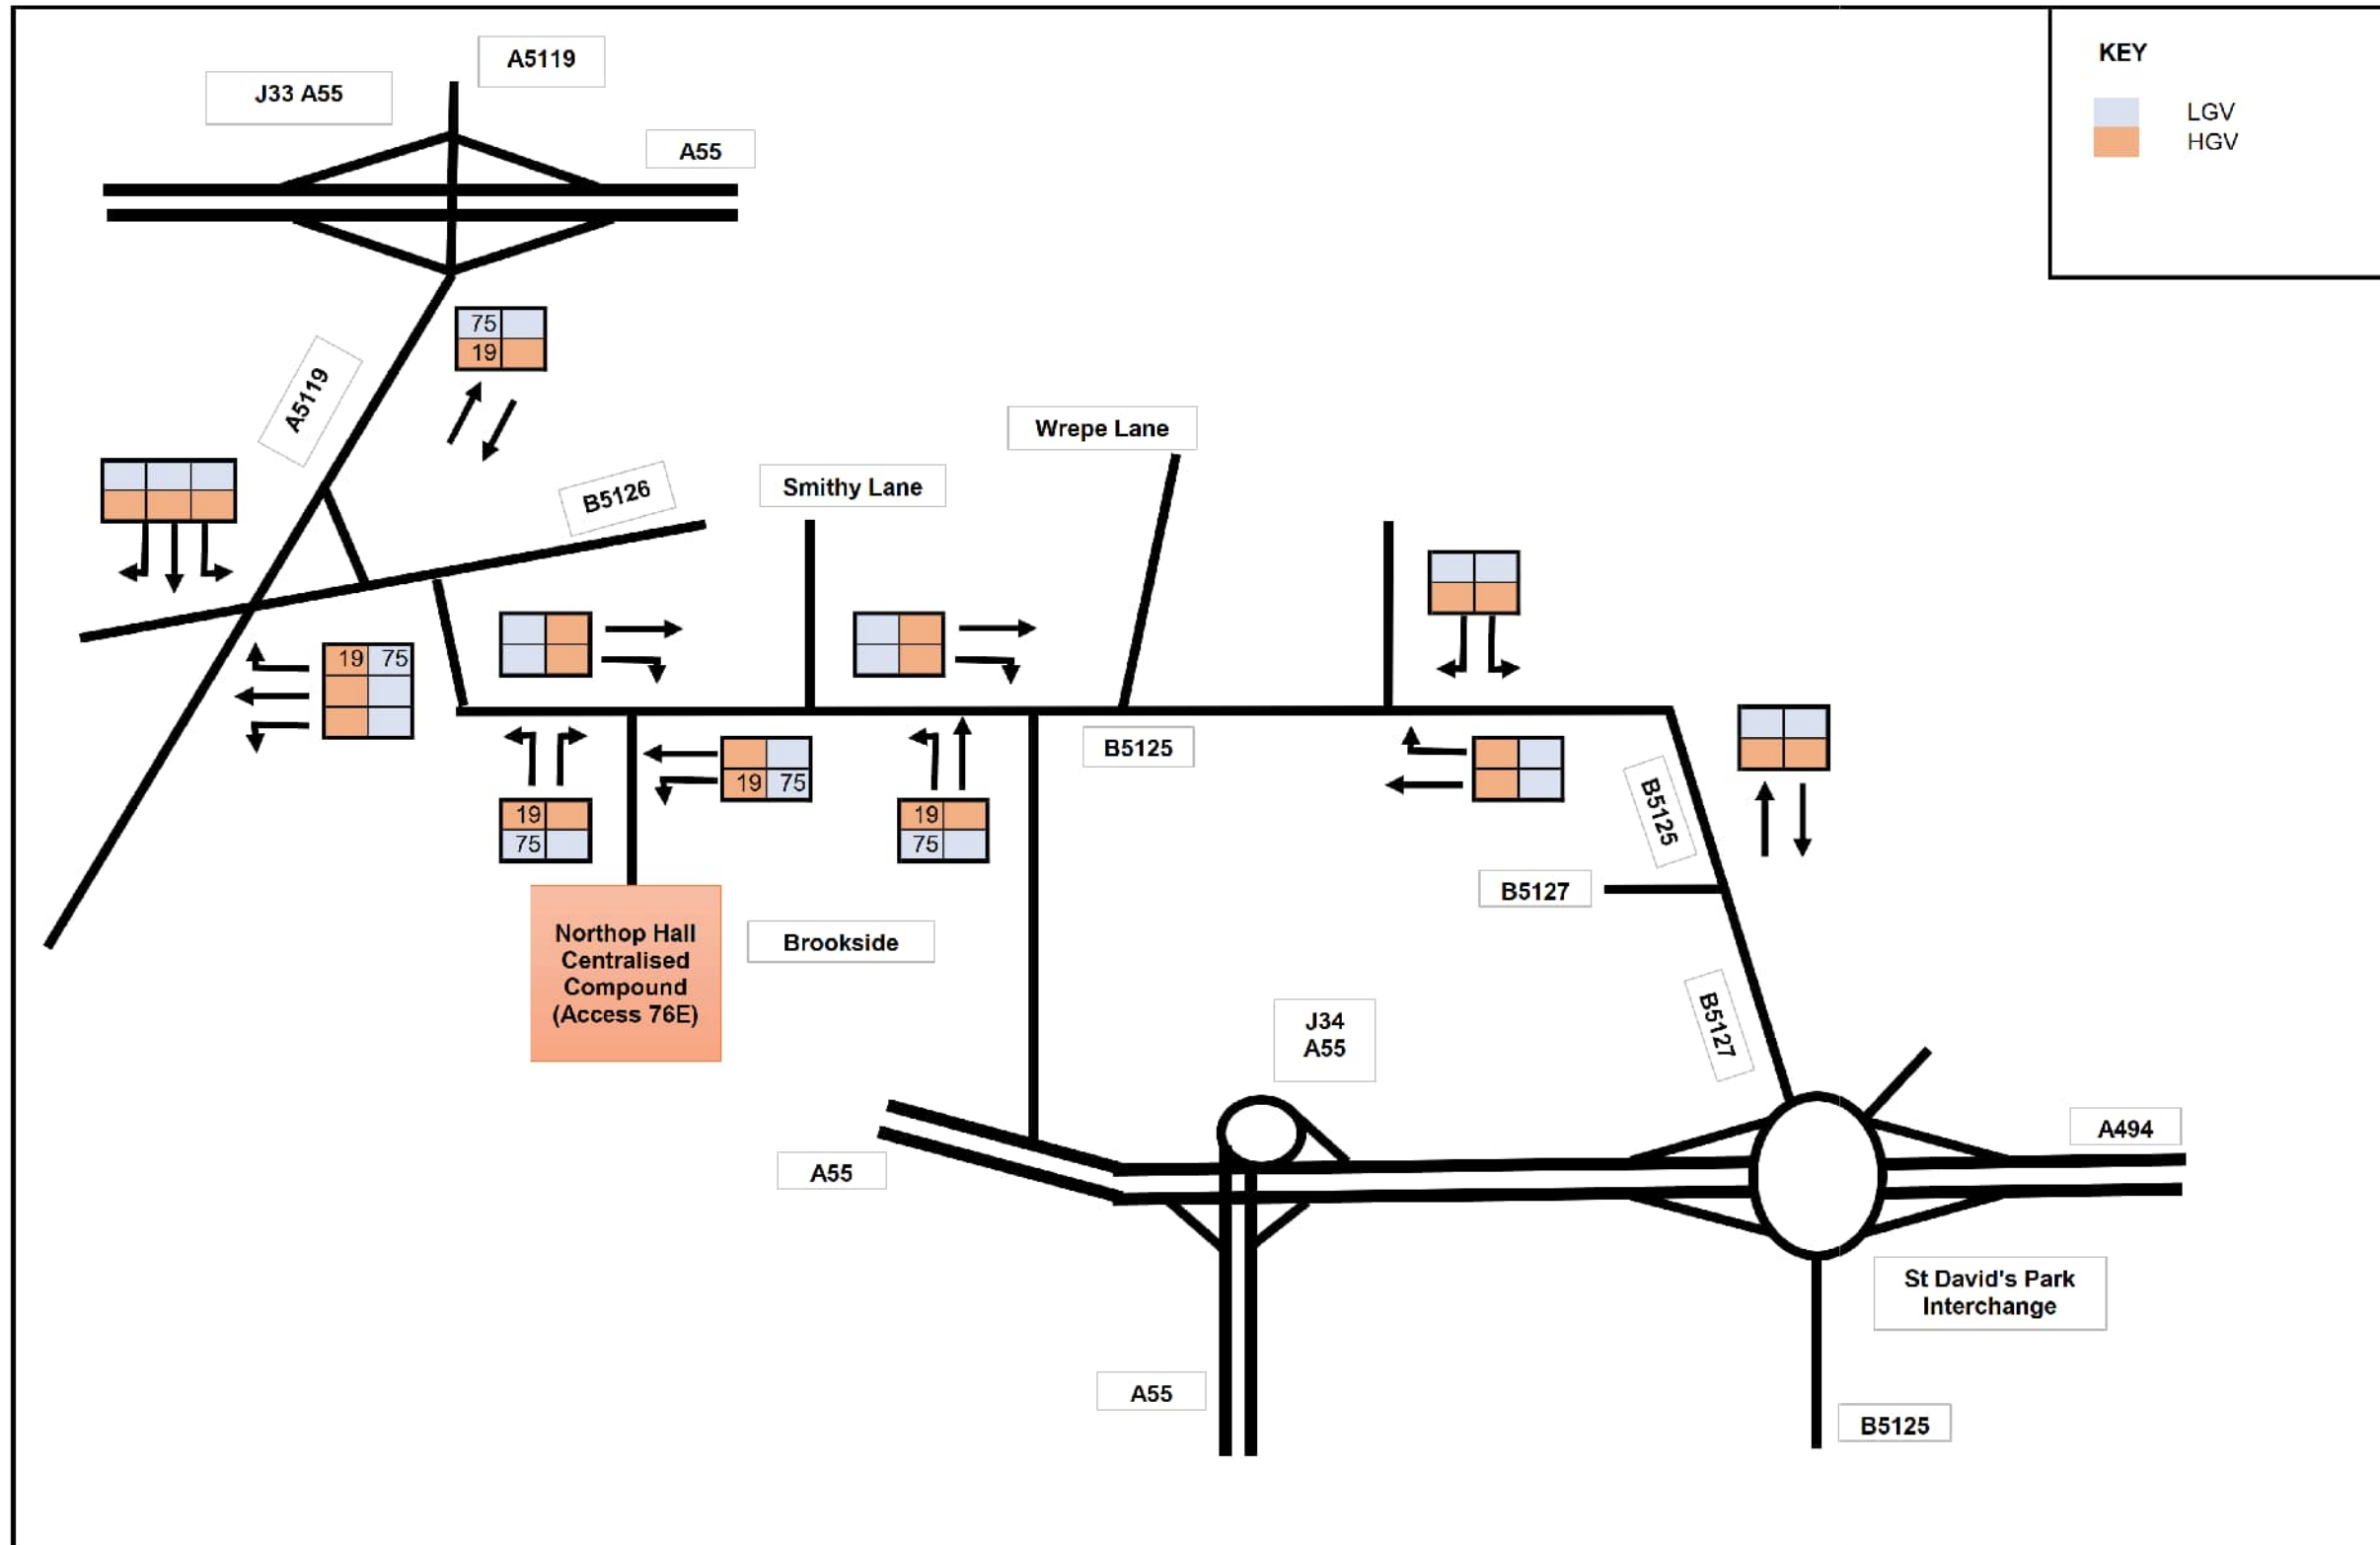 A5119
J33 A55
A55
KEY
LGV
HGV
75
19
A5119
B5126
Smithy Lane
Wrepe Lane
19 75
B5125
19 75
19
75
19
75
B5125
B5127
Northop Hall
Centralised
Compound
(Access 76E)
Brookside
J34
A55
B5127
A494
A55
St David's Park
Interchange
A55
B5125